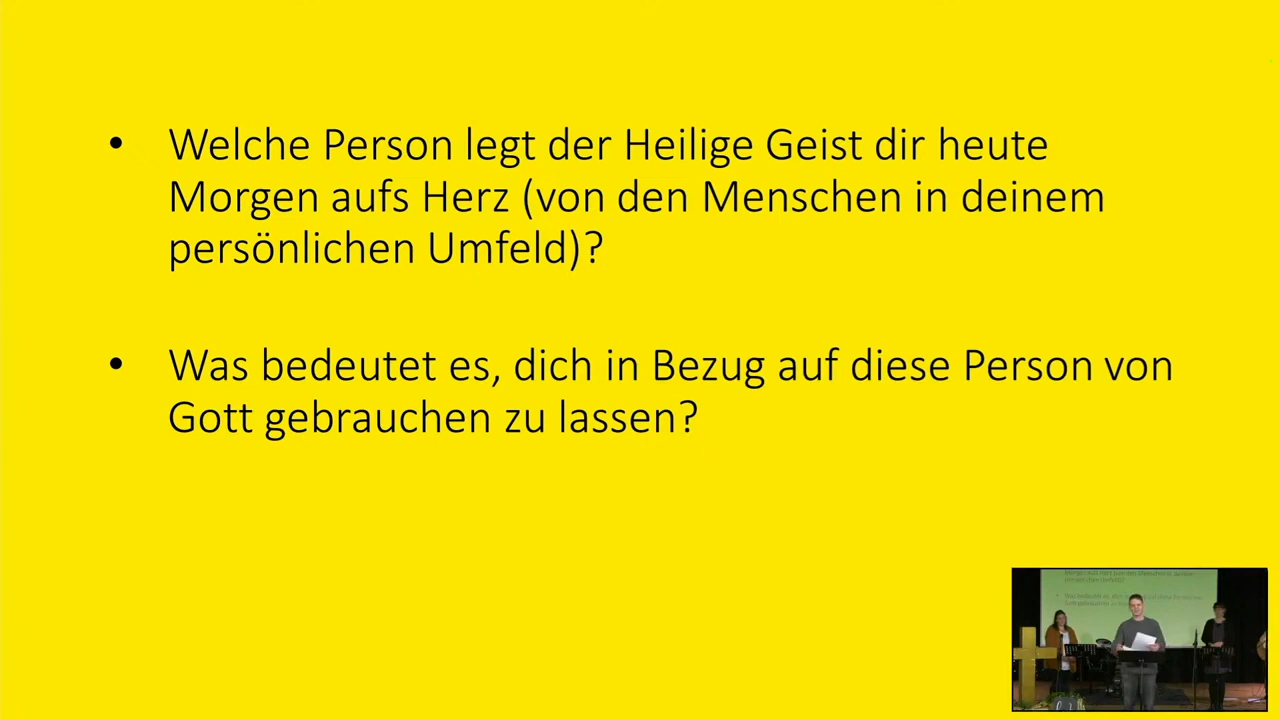 • Welche Person legt der Heilige Geist dir heute
Morgen aufs Herz (von den Menschen in deinem
persönlichen Umfeld)?
• Was bedeutet es, dich in Bezug auf diese Person von
Gott gebrauchen zu lassen?